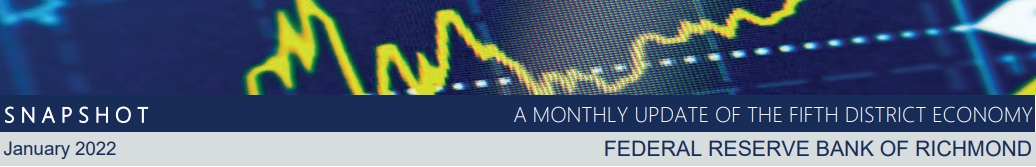 SNAPSHOT A MONTHLY UPDATE OF THE FIFTH DISTRICT ECONOMY
January 2022 FEDERAL RESERVE BANK OF RICHMOND